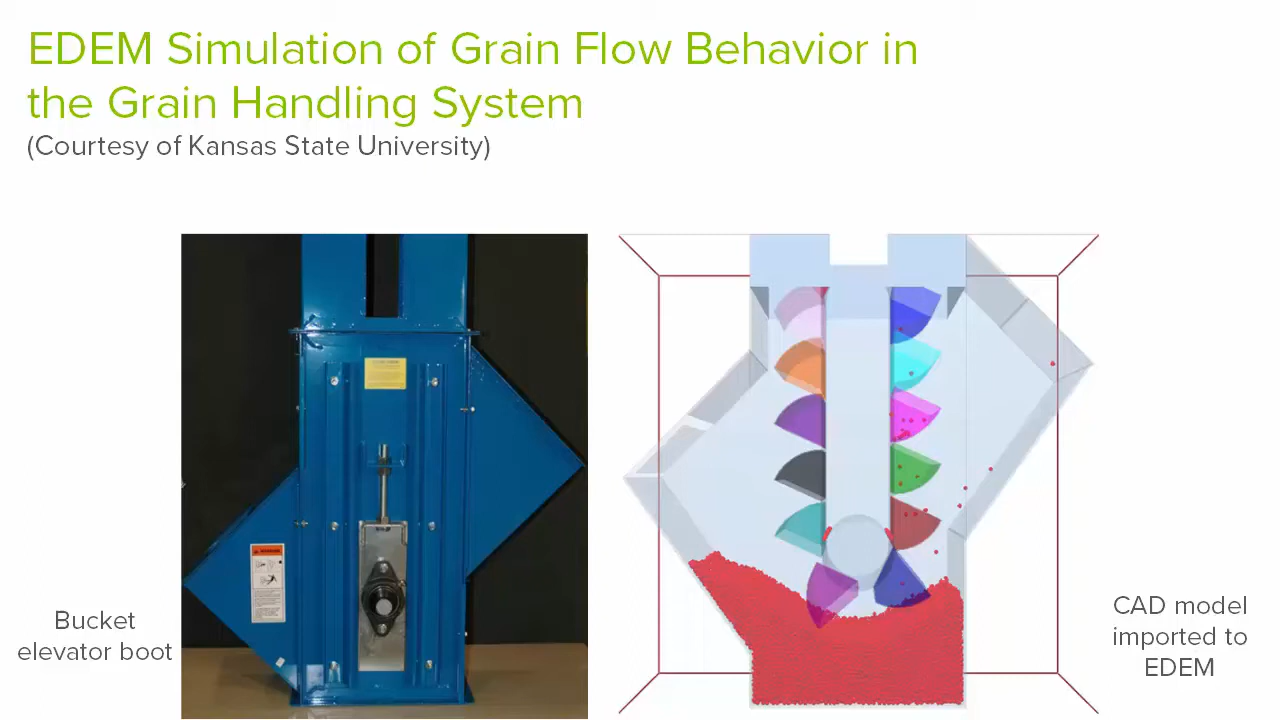 EDEM Simulation of Grain Flow Behavior in
the Grain Handling System
(Courtesy of Kansas State University)
Bucket
elevator boot
CAD model
imported to
EDEM